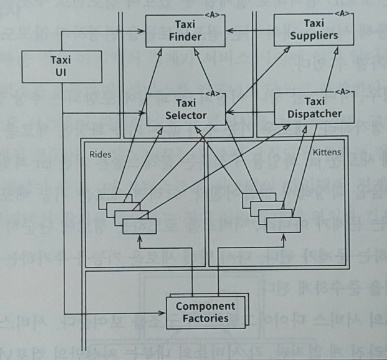 <A>
Taxi
Finder
<A>
Taxi
Suppliers
Taxi
UI
<A>
Taxi
Selector
<A>
Taxi
Dispatcher
Rides
Kittens
Component
Factories